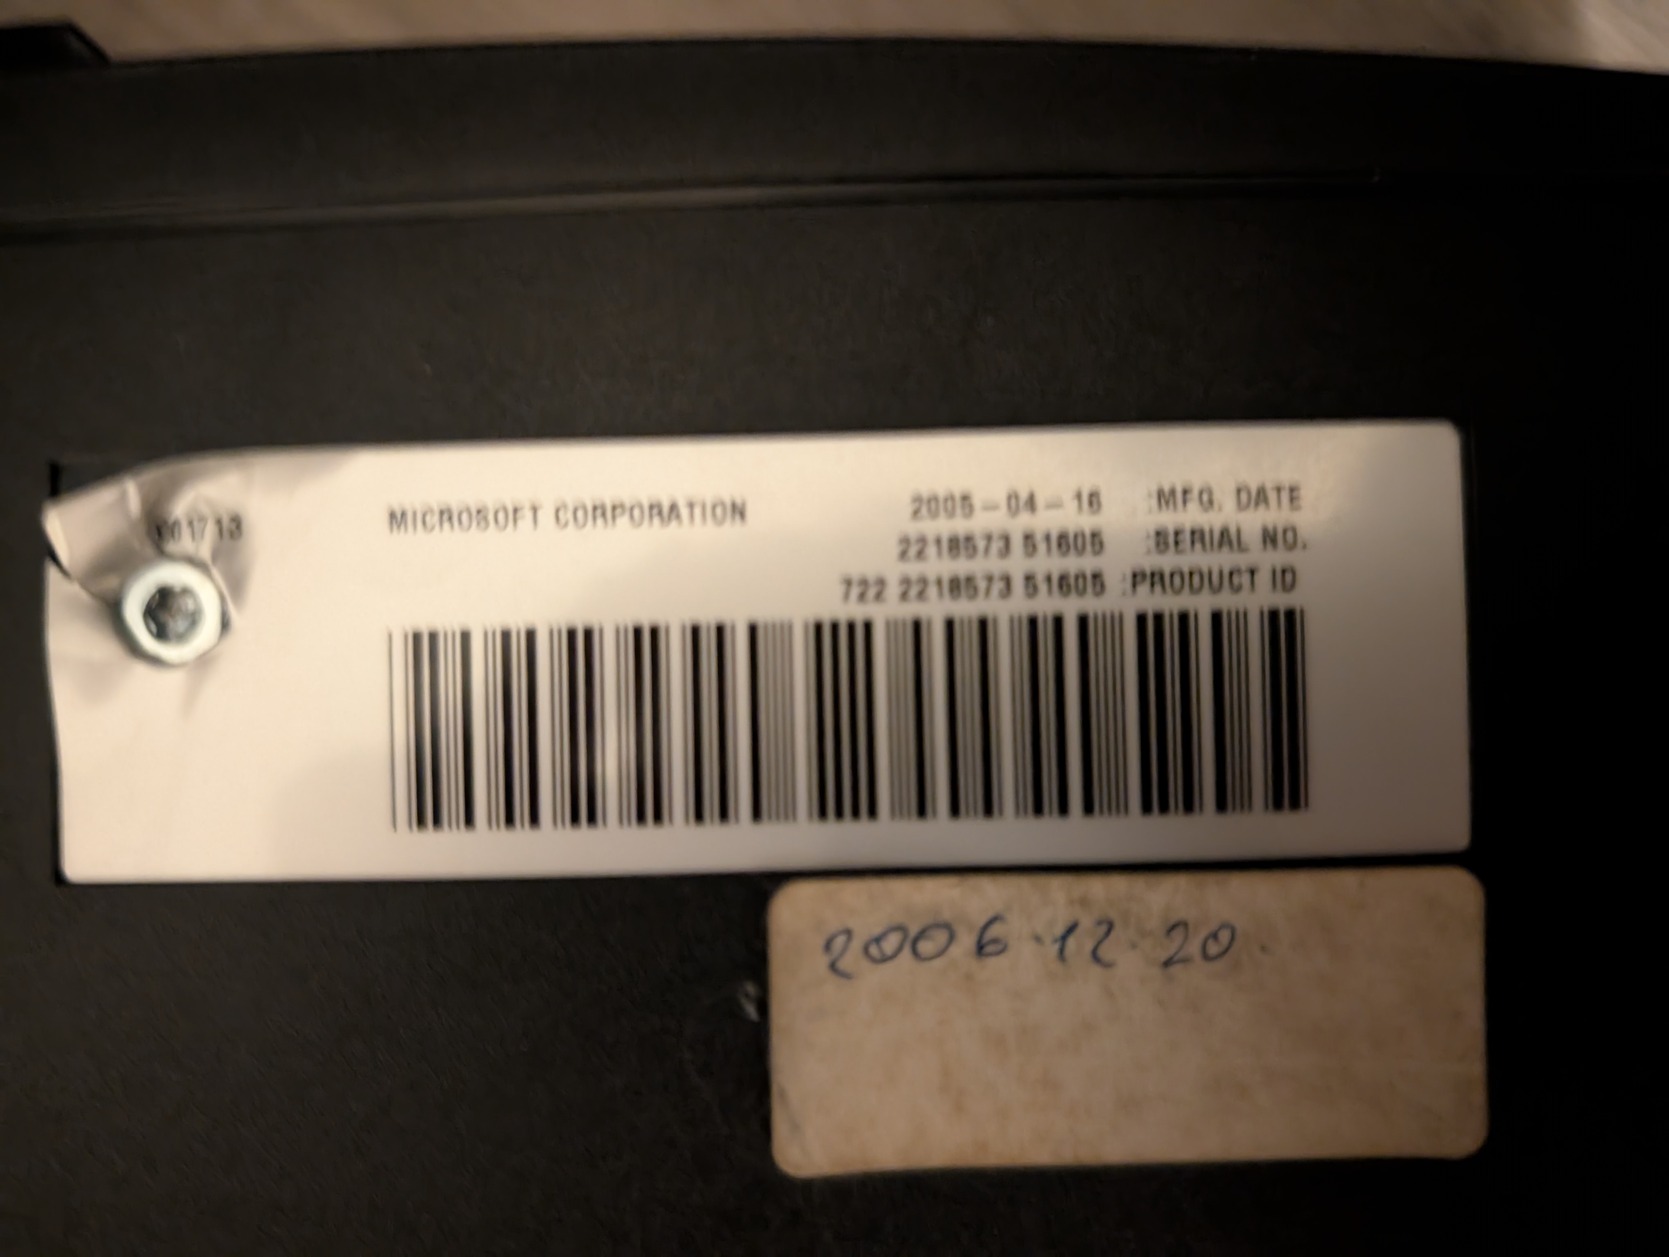 MICROSOFT CORPORATION 2005-04-16 :MFG. DATE
2218573 51605 :SERIAL NO.
722 2218573 51605 :PRODUCT ID
2006.12.20.